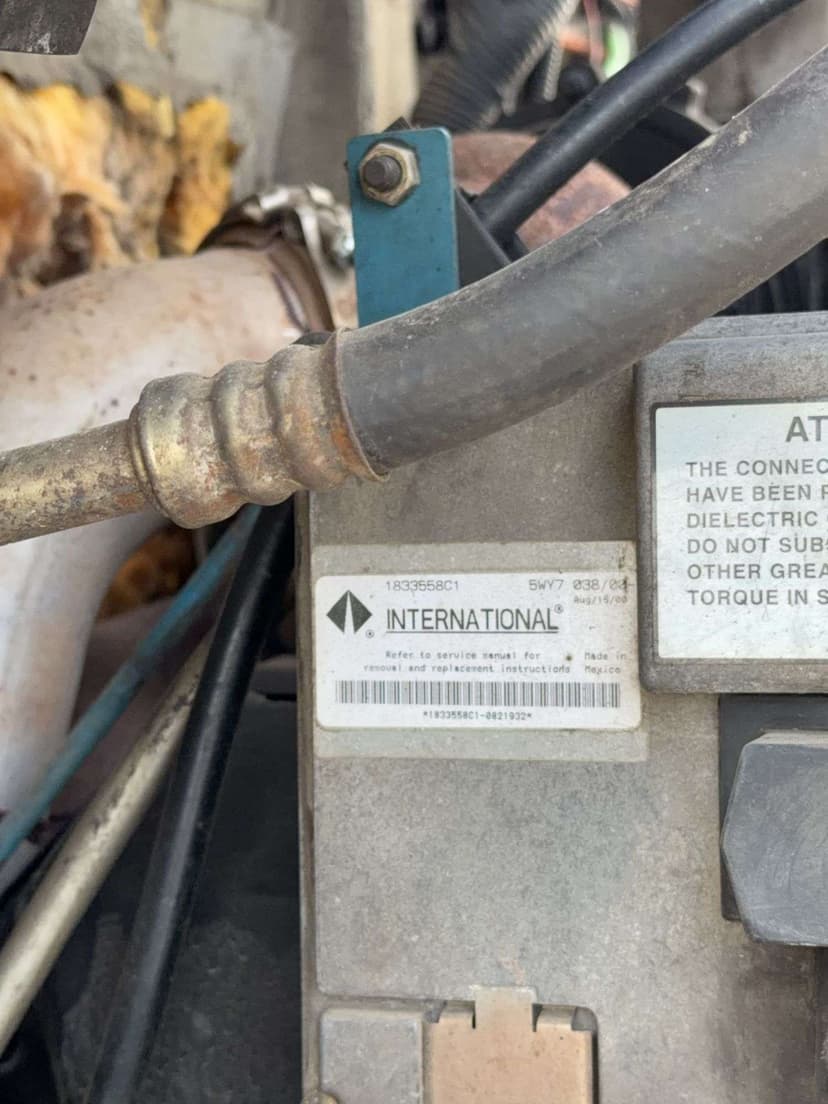 1833558C1 5WY7 038/00-
Aug/15/00
INTERNATIONAL®
®
Refer to service manual for Made in
removal and replacement instructions Mexico
*1833558C1-0821932*
AT
THE CONNEC
HAVE BEEN F
DIELECTRIC
DO NOT SUBS
OTHER GREA
TORQUE IN S